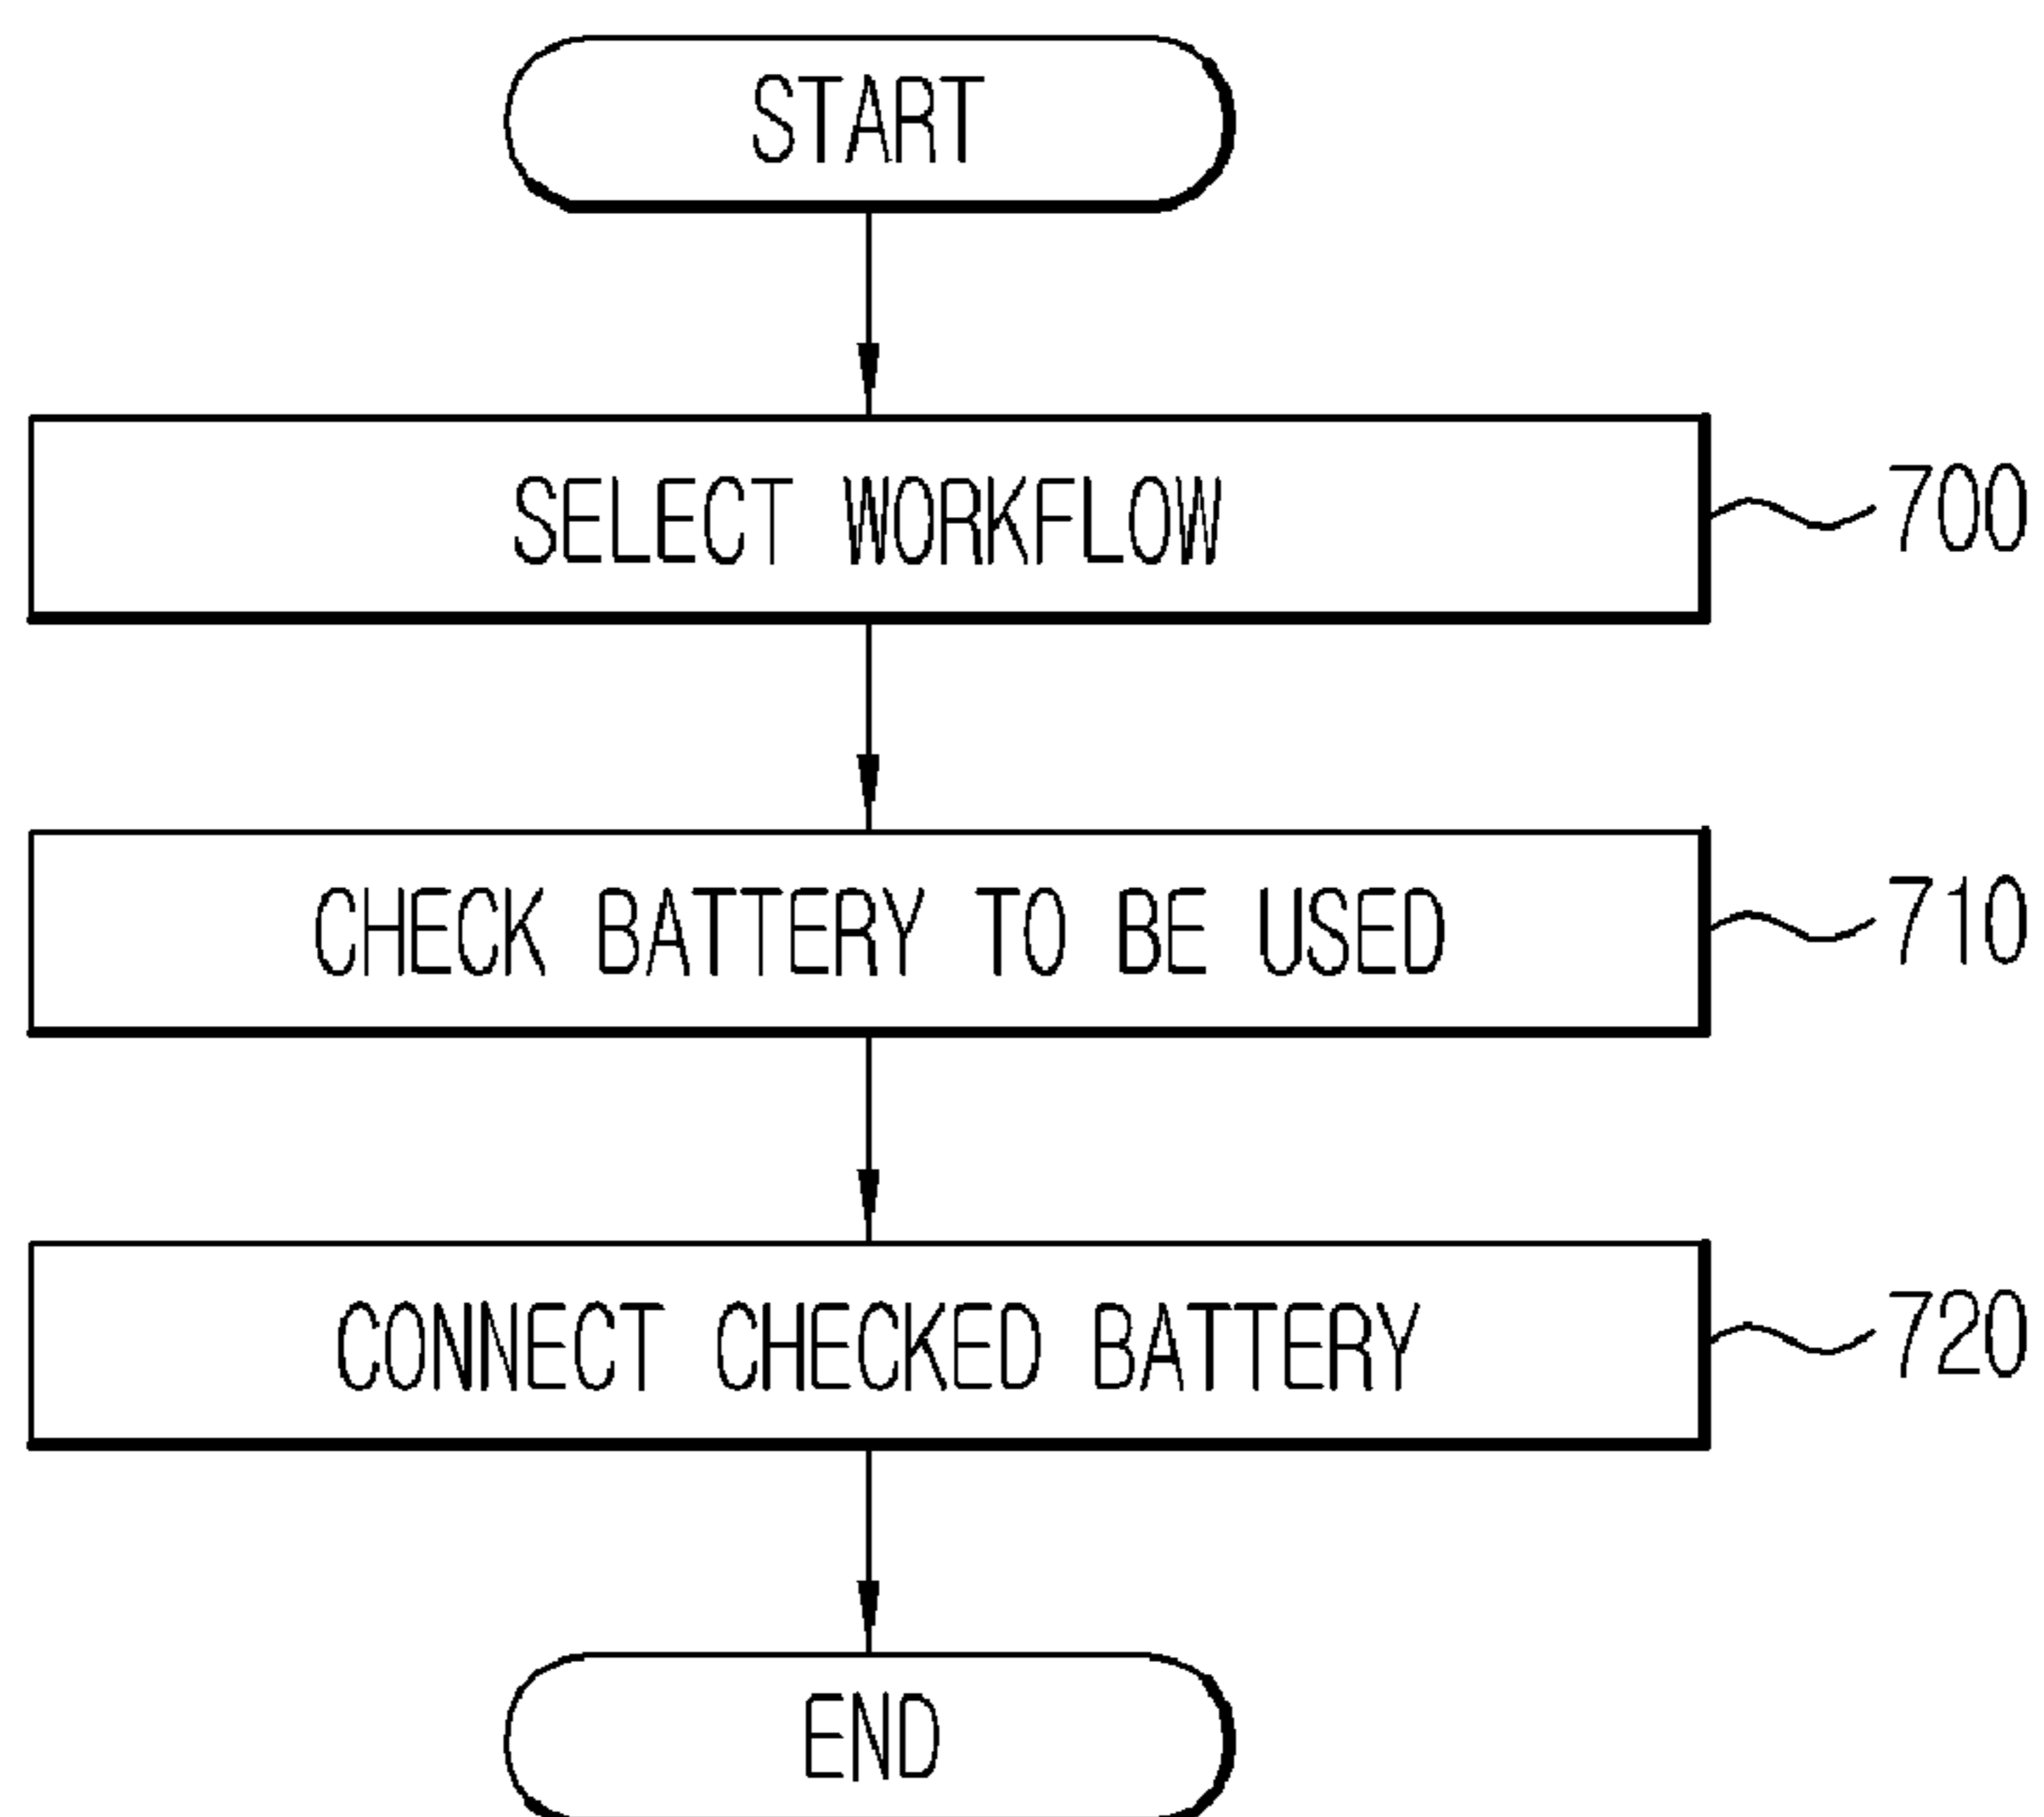 START
SELECT WORKFLOW
700
CHECK BATTERY TO BE USED
710
CONNECT CHECKED BATTERY
720
END